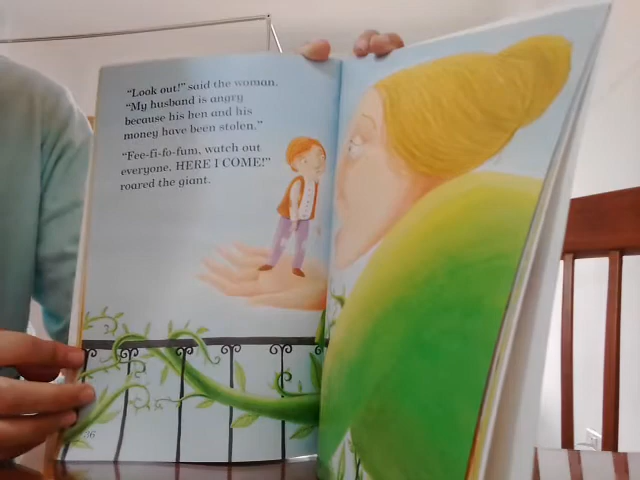 "Look out!" said the woman.
"My husband is angry
because his hen and his
money have been stolen."
"Fee-fi-fo-fum, watch out
everyone. HERE I COME!"
roared the giant.
36